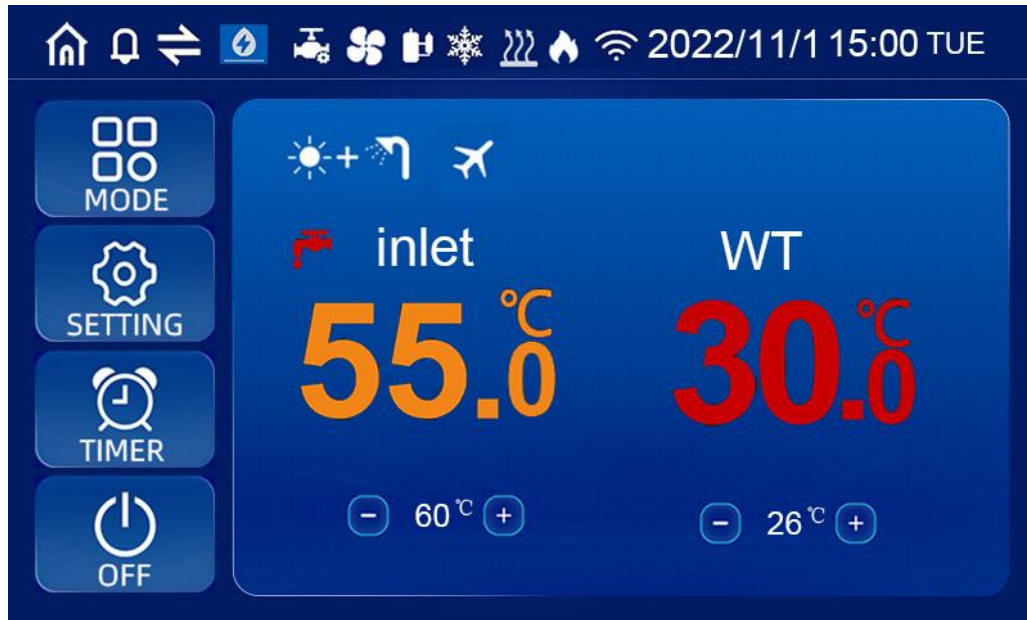 2022/11/1 15:00 TUE
MODE
SETTING
TIMER
OFF
inlet WT
55.0℃ 30.0℃
- 60℃ + - 26℃ +